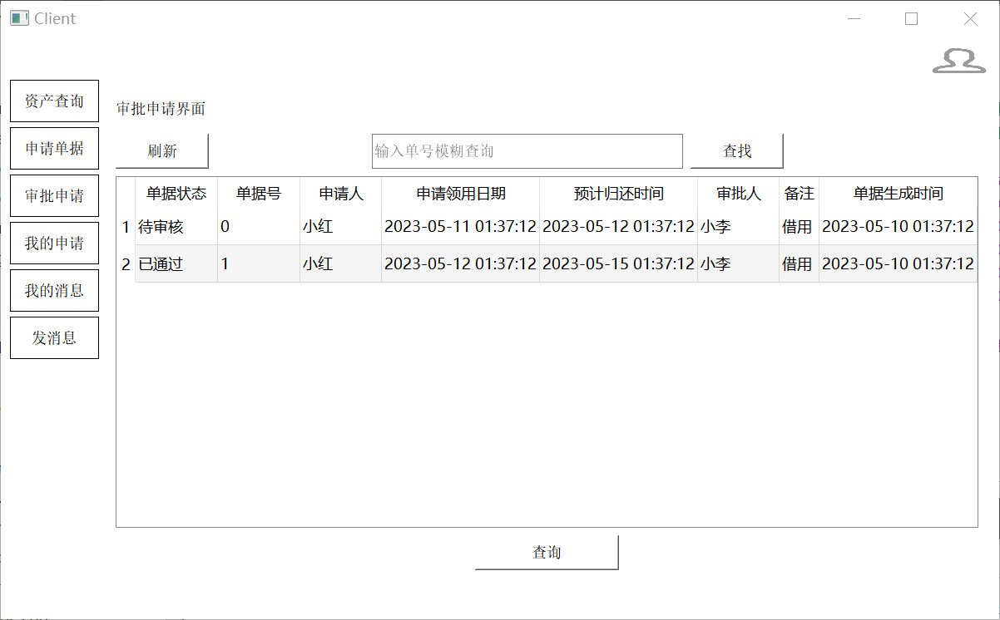 Client
资产查询
申请单据
审批申请
我的申请
我的消息
发消息
审批申请界面
刷新 输入单号模糊查询 查找
单据状态 单据号 申请人 申请领用日期 预计归还时间 审批人 备注 单据生成时间
1 待审核 0 小红 2023-05-11 01:37:12 2023-05-12 01:37:12 小李 借用 2023-05-10 01:37:12
2 已通过 1 小红 2023-05-12 01:37:12 2023-05-15 01:37:12 小李 借用 2023-05-10 01:37:12
查询